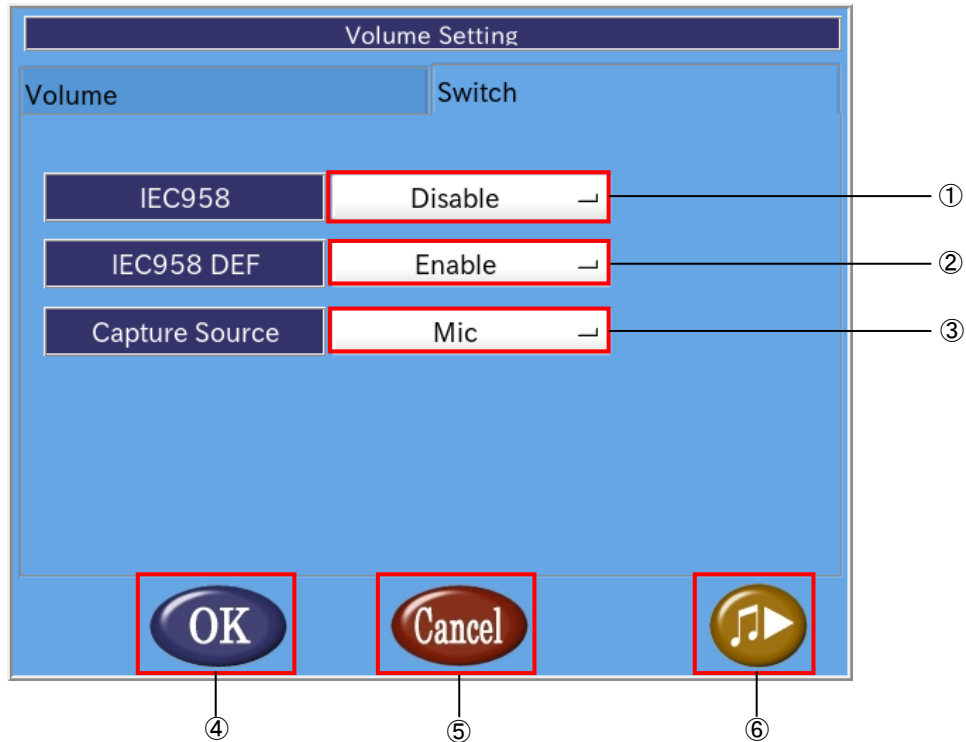 Volume Setting
Volume Switch
IEC958 Disable ①
IEC958 DEF Enable ②
Capture Source Mic ③
OK Cancel
④ ⑤ ⑥